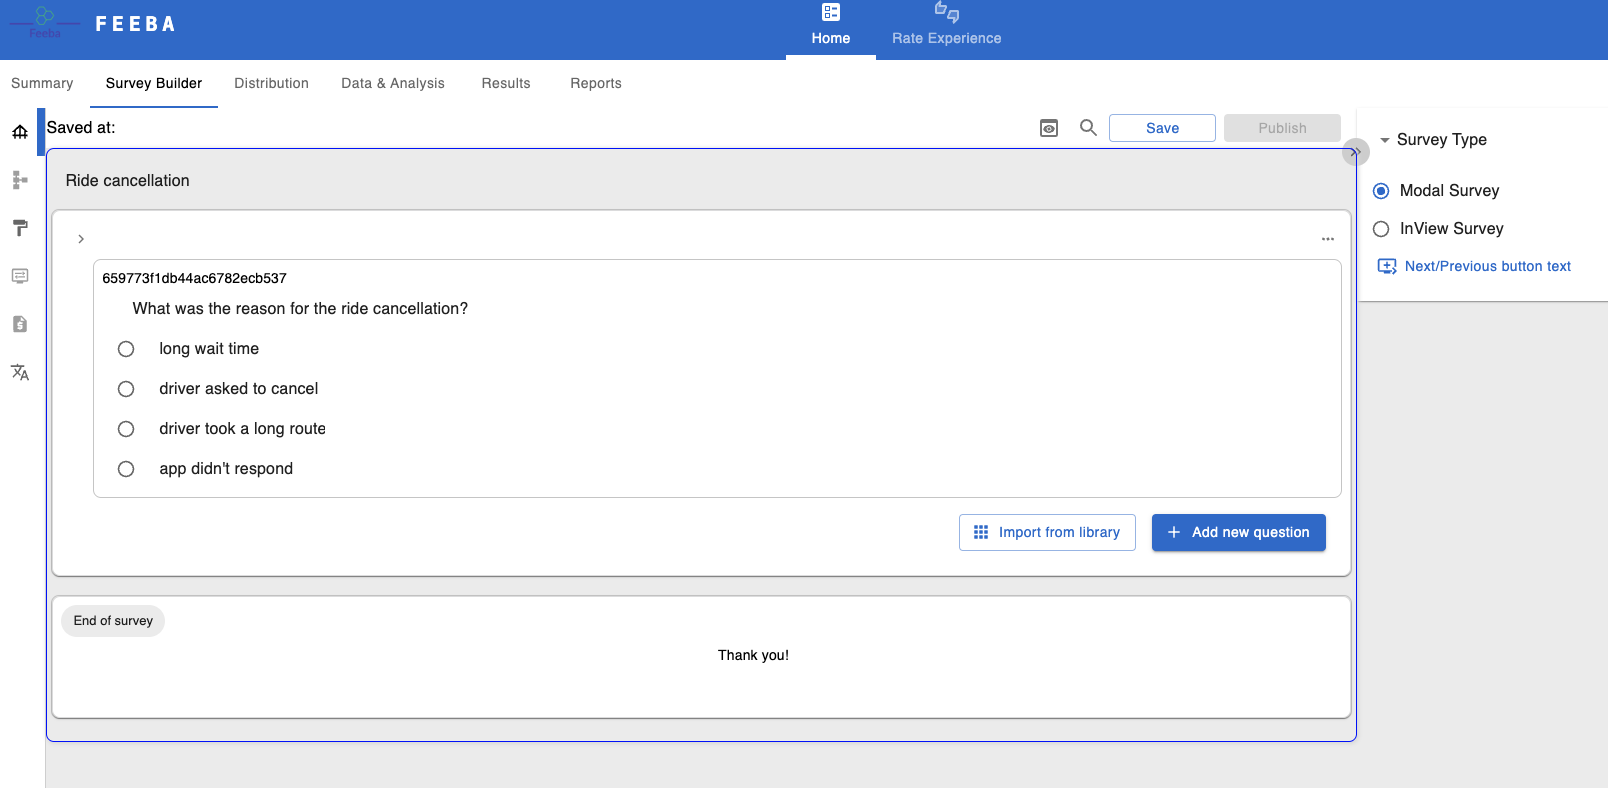 Feeba
FEEBA
Home
Rate Experience
Summary
Survey Builder
Distribution
Data & Analysis
Results
Reports
Saved at:
Save
Publish
Survey Type
Modal Survey
InView Survey
Next/Previous button text
Ride cancellation
659773f1db44ac6782ecb537
What was the reason for the ride cancellation?
long wait time
driver asked to cancel
driver took a long route
app didn't respond
Import from library
Add new question
End of survey
Thank you!